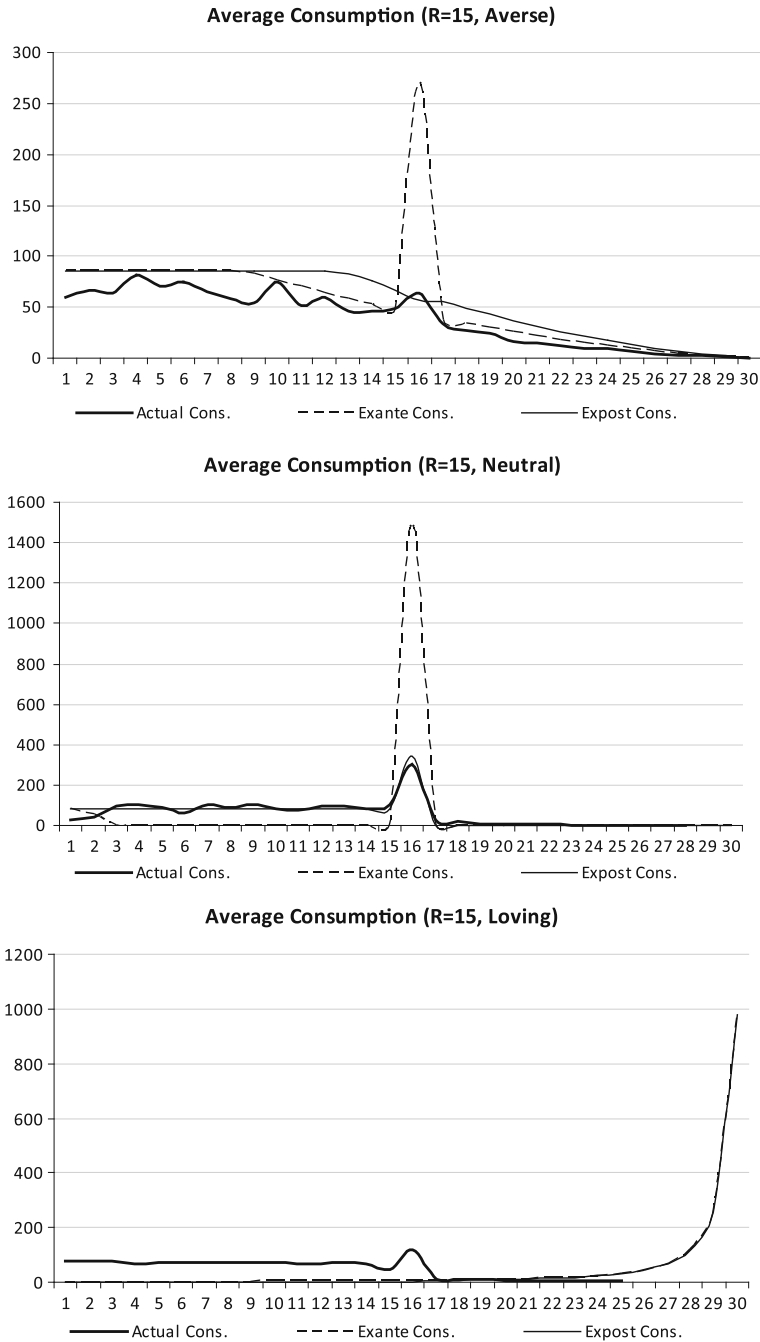 Average Consumption (R=15, Averse)
300
250
200
150
100
50
0
1 2 3 4 5 6 7 8 9 10 11 12 13 14 15 16 17 18 19 20 21 22 23 24 25 26 27 28 29 30
Actual Cons. Exante Cons. Expost Cons.
Average Consumption (R=15, Neutral)
1600
1400
1200
1000
800
600
400
200
0
1 2 3 4 5 6 7 8 9 10 11 12 13 14 15 16 17 18 19 20 21 22 23 24 25 26 27 28 29 30
Actual Cons. Exante Cons. Expost Cons.
Average Consumption (R=15, Loving)
1200
1000
800
600
400
200
0
1 2 3 4 5 6 7 8 9 10 11 12 13 14 15 16 17 18 19 20 21 22 23 24 25 26 27 28 29 30
Actual Cons. Exante Cons. Expost Cons.